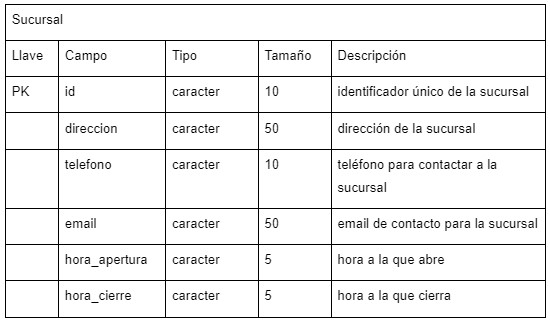 Sucursal
Llave Campo Tipo Tamaño Descripción
PK id caracter 10 identificador único de la sucursal
direccion caracter 50 dirección de la sucursal
telefono caracter 10 teléfono para contactar a la
sucursal
email caracter 50 email de contacto para la sucursal
hora_apertura caracter 5 hora a la que abre
hora_cierre caracter 5 hora a la que cierra